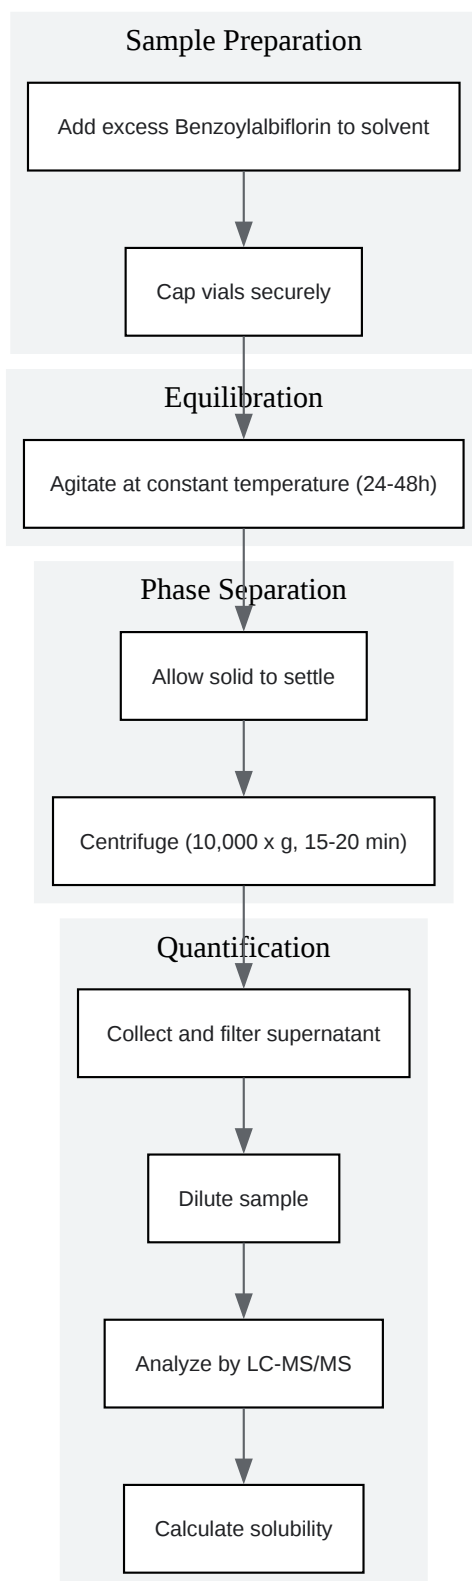 Sample Preparation
Add excess Benzoylalbiflorin to solvent
Cap vials securely
Equilibration
Agitate at constant temperature (24-48h)
Phase Separation
Allow solid to settle
Centrifuge (10,000 x g, 15-20 min)
Quantification
Collect and filter supernatant
Dilute sample
Analyze by LC-MS/MS
Calculate solubility